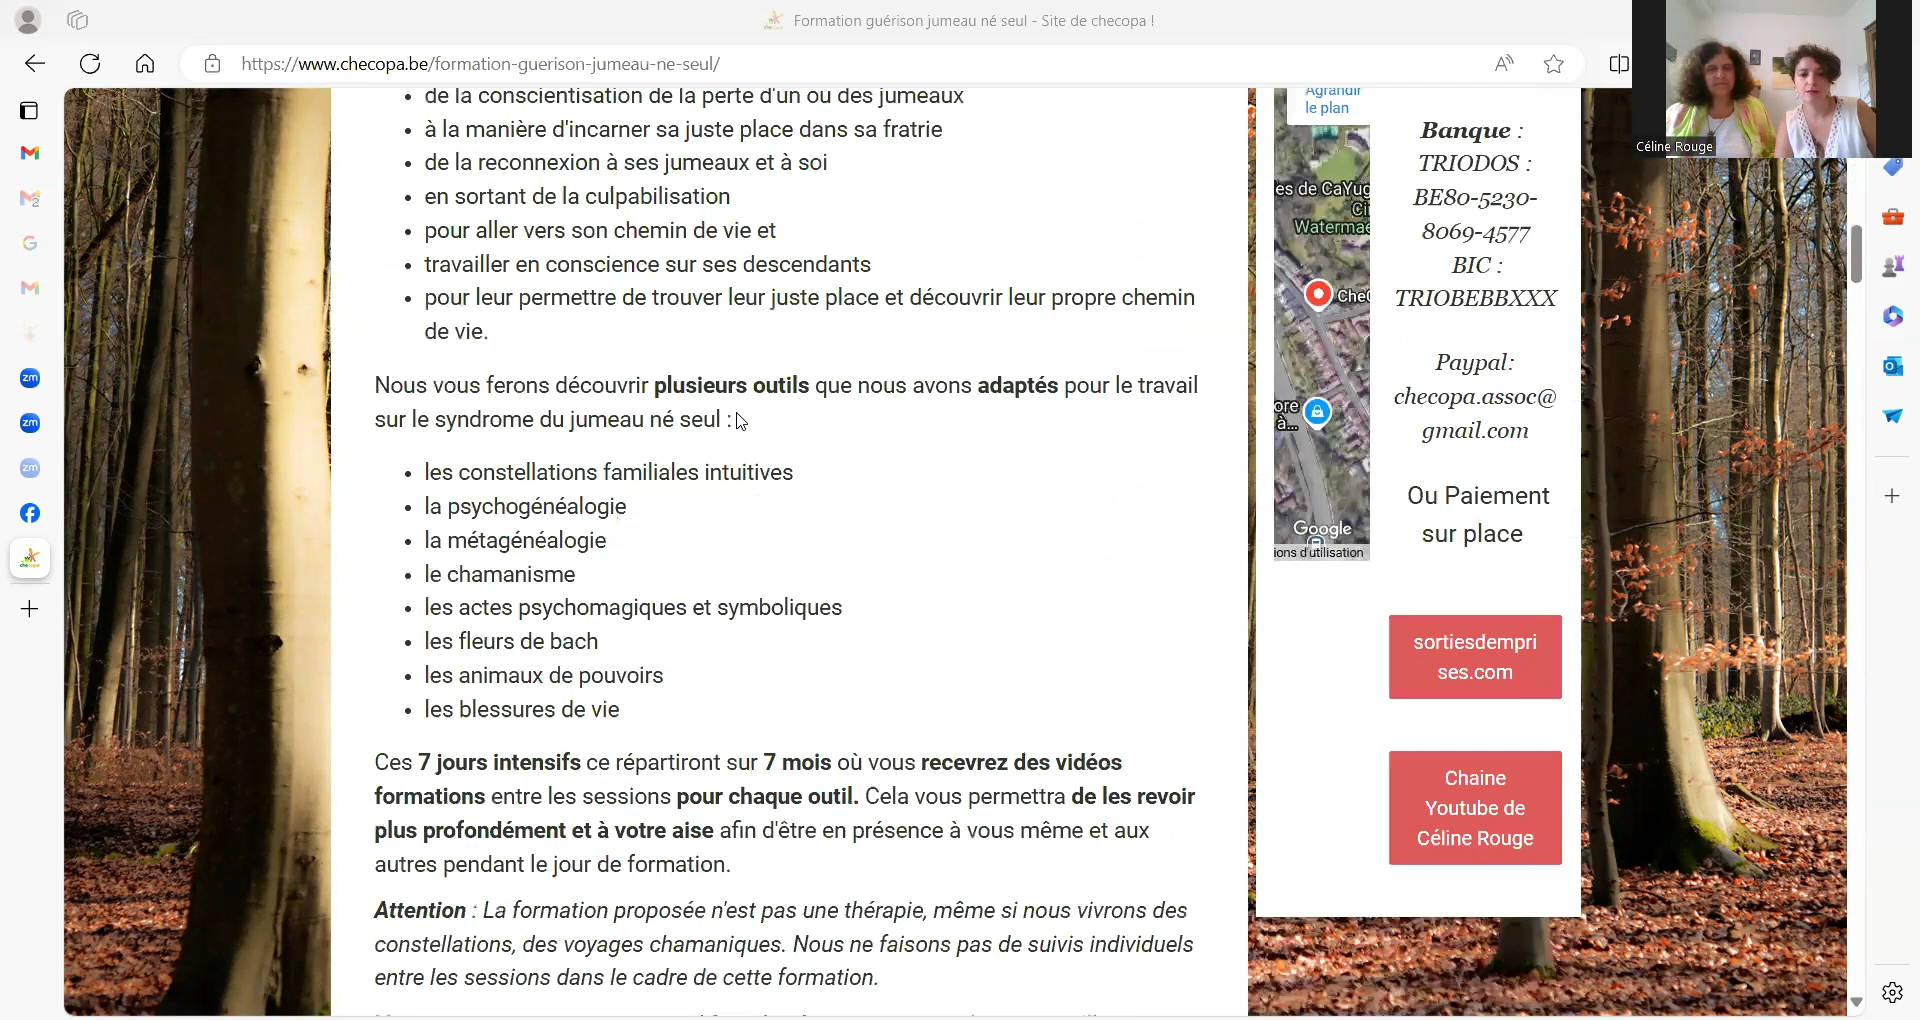 Formation guérison jumeau né seul - Site de checopa !
https://www.checopa.be/formation-guerison-jumeau-ne-seul/
Céline Rouge
• de la conscientisation de la perte d'un ou des jumeaux
• à la manière d'incarner sa juste place dans sa fratrie
• de la reconnexion à ses jumeaux et à soi
• en sortant de la culpabilisation
• pour aller vers son chemin de vie et
• travailler en conscience sur ses descendants
• pour leur permettre de trouver leur juste place et découvrir leur propre chemin
de vie.
Nous vous ferons découvrir plusieurs outils que nous avons adaptés pour le travail
sur le syndrome du jumeau né seul :
• les constellations familiales intuitives
• la psychogénéalogie
• la métagénéalogie
• le chamanisme
• les actes psychomagiques et symboliques
• les fleurs de bach
• les animaux de pouvoirs
• les blessures de vie
Ces 7 jours intensifs ce répartiront sur 7 mois où vous recevrez des vidéos
formations entre les sessions pour chaque outil. Cela vous permettra de les revoir
plus profondément et à votre aise afin d'être en présence à vous même et aux
autres pendant le jour de formation.
Attention : La formation proposée n'est pas une thérapie, même si nous vivrons des
constellations, des voyages chamaniques. Nous ne faisons pas de suivis individuels
entre les sessions dans le cadre de cette formation.
Agrandir
le plan
es de CaYug
Ci
Watermae
Che
ore
à...
Google
ions d'utilisation
Banque :
TRIODOS :
BE80-5230-
8069-4577
BIC :
TRIOBEBBXXX
Paypal:
checopa.assoc@
gmail.com
Ou Paiement
sur place
sortiesdempri
ses.com
Chaine
Youtube de
Céline Rouge